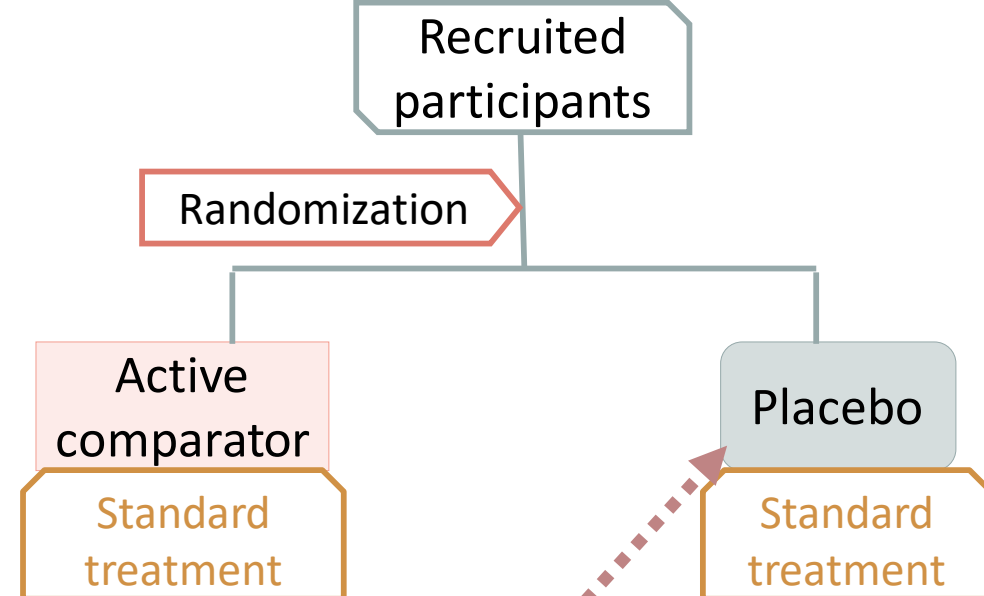 Recruited
participants
Randomization
Active
comparator
Placebo
Standard
treatment
Standard
treatment